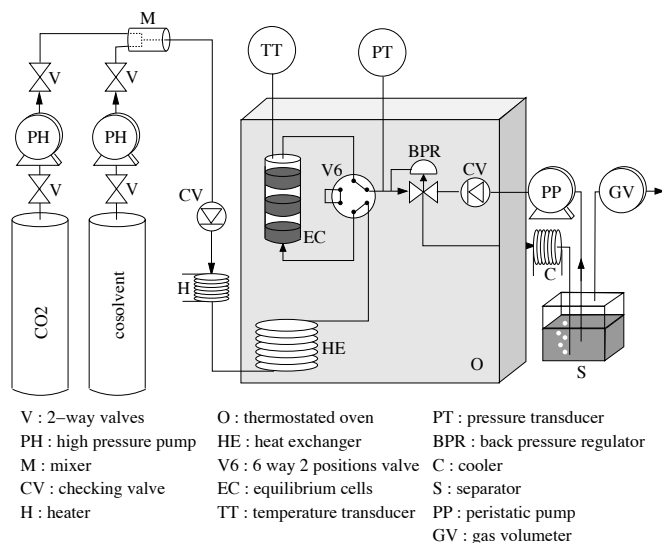 M
TT
PT
V
V
PH
PH
BPR
V6
CV
PP
GV
V
V
CV
EC
C
H
CO2
cosolvent
HE
O
S
V : 2−way valves
O : thermostated oven
PT : pressure transducer
PH : high pressure pump
HE : heat exchanger
BPR : back pressure regulator
M : mixer
V6 : 6 way 2 positions valve
C : cooler
CV : checking valve
EC : equilibrium cells
S : separator
H : heater
TT : temperature transducer
PP : peristatic pump
GV : gas volumeter